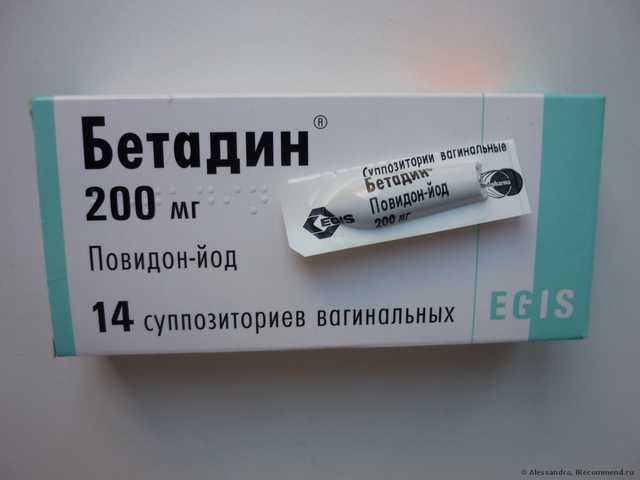 Бетадин®
200 мг
Повидон-йод
14 суппозиториев вагинальных
EGIS
Суппозитории вагинальные
Бетадин
Повидон-йод
200 мг
EGIS
© Alessandra, IRecommend.ru